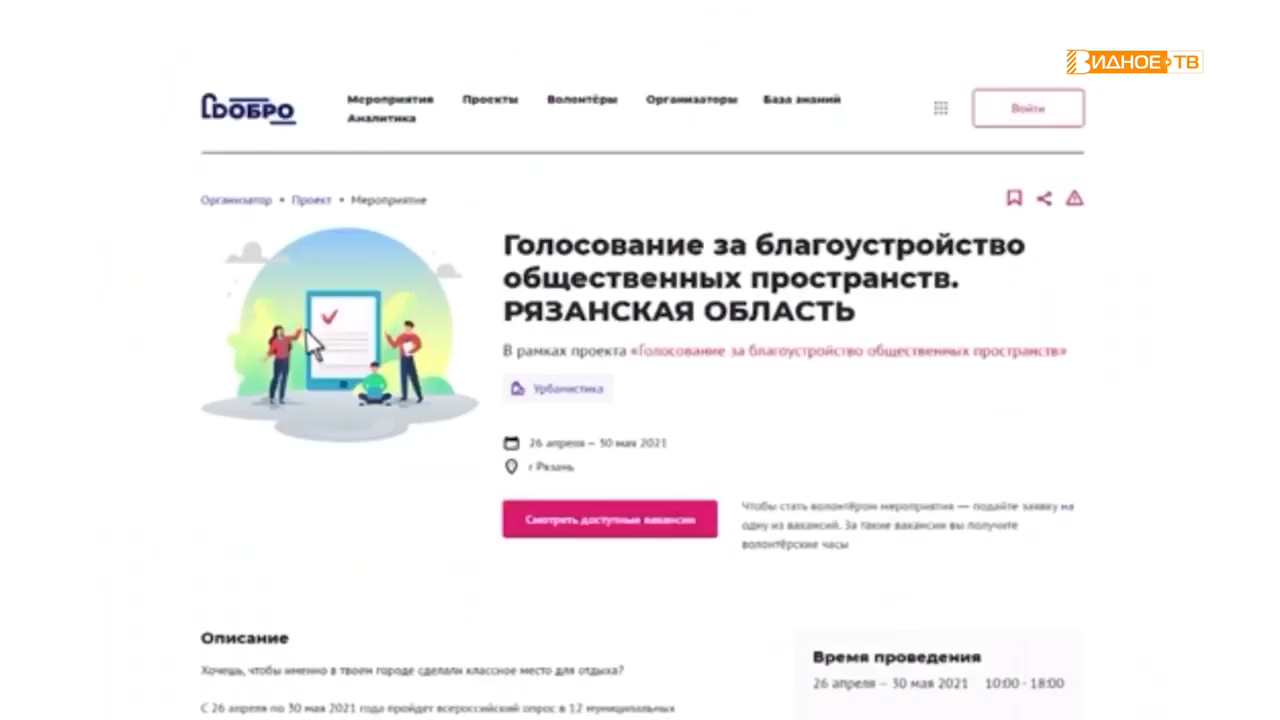 ВИДНОЕ ТВ
ДОБРО
Мероприятия Проекты Волонтёры Организаторы База знаний
Аналитика
Войти
Организатор • Проект • Мероприятие
Голосование за благоустройство
общественных пространств.
РЯЗАНСКАЯ ОБЛАСТЬ
В рамках проекта «Голосование за благоустройство общественных пространств»
Урбанистика
26 апреля – 30 мая 2021
г Рязань
Смотреть доступные вакансии
Чтобы стать волонтёром мероприятия — подайте заявку на
одну из вакансий. За такие вакансии вы получите
волонтёрские часы
Описание
Хочешь, чтобы именно в твоем городе сделали классное место для отдыха?
С 26 апреля по 30 мая 2021 года пройдет всероссийский опрос в 12 муниципальных
Время проведения
26 апреля – 30 мая 2021 10:00 - 18:00